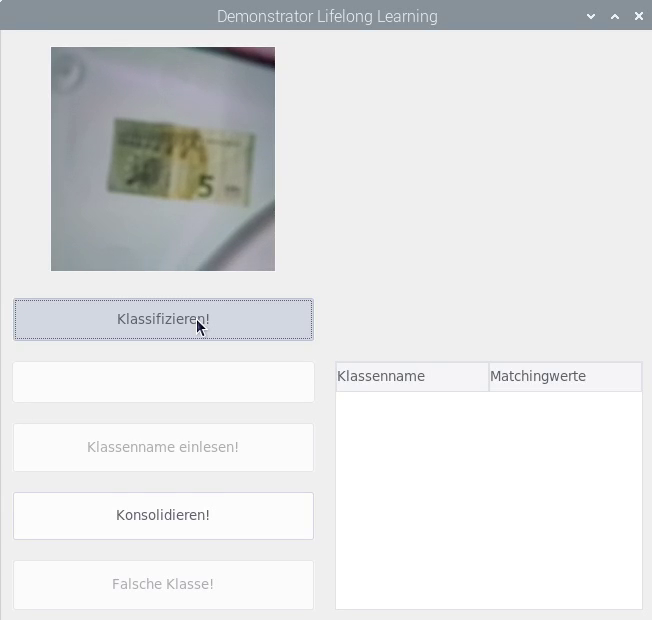 Demonstrator Lifelong Learning
5
Klassifizieren!
Klassenname Matchingwerte
Klassenname einlesen!
Konsolidieren!
Falsche Klasse!